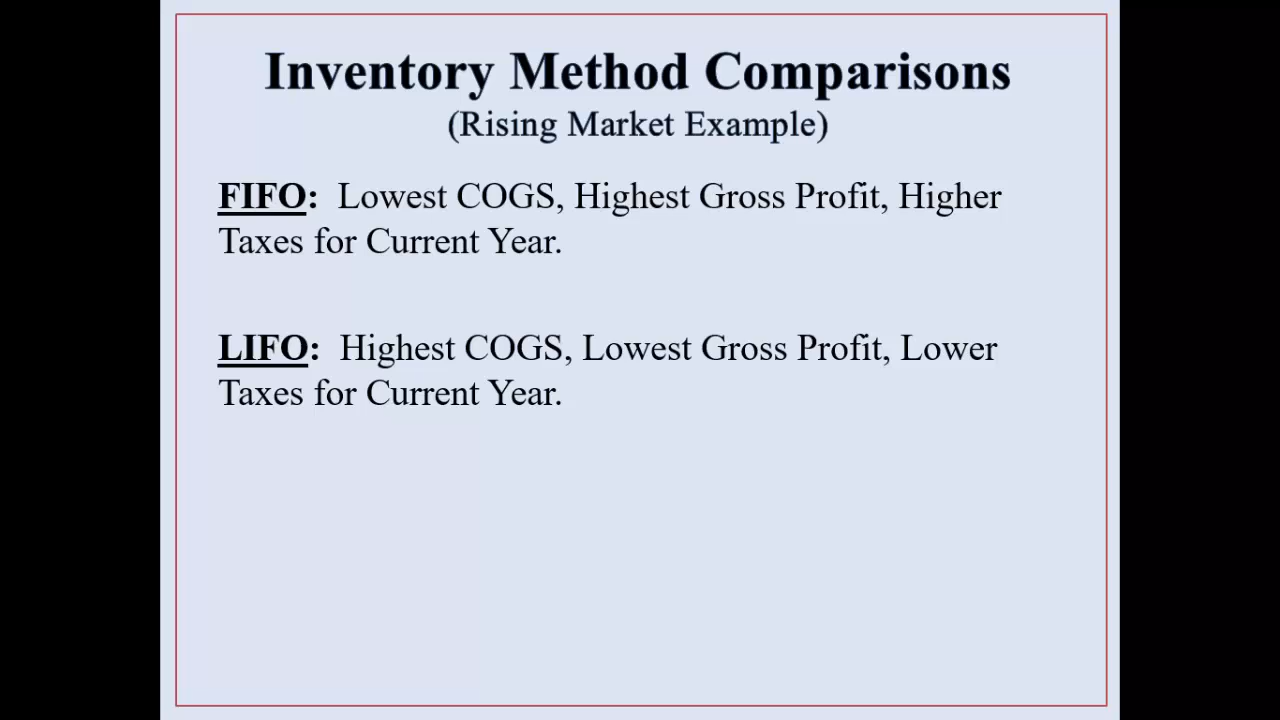 Inventory Method Comparisons
(Rising Market Example)
FIFO: Lowest COGS, Highest Gross Profit, Higher
Taxes for Current Year.
LIFO: Highest COGS, Lowest Gross Profit, Lower
Taxes for Current Year.